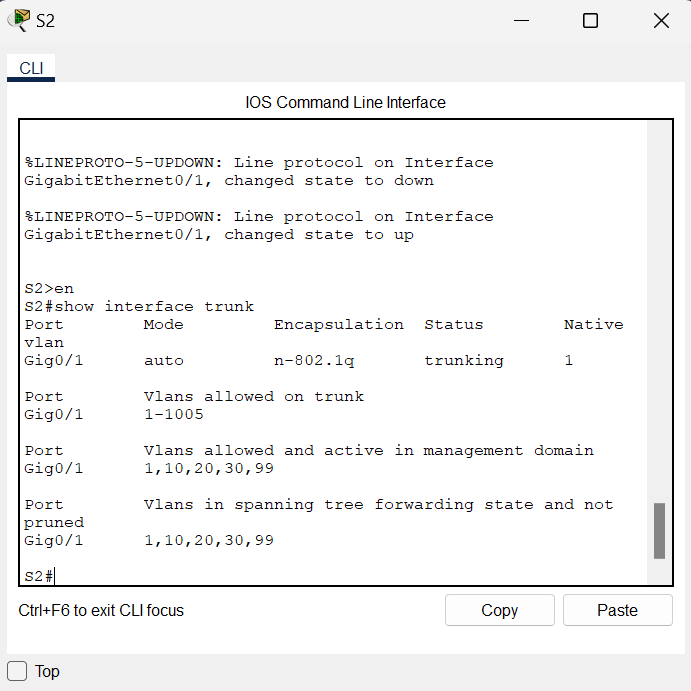 S2
CLI
IOS Command Line Interface
%LINEPROTO-5-UPDOWN: Line protocol on Interface
GigabitEthernet0/1, changed state to down
%LINEPROTO-5-UPDOWN: Line protocol on Interface
GigabitEthernet0/1, changed state to up
S2>en
S2#show interface trunk
Port        Mode         Encapsulation  Status        Native
vlan
Gig0/1      auto         n-802.1q       trunking      1
Port        Vlans allowed on trunk
Gig0/1      1-1005
Port        Vlans allowed and active in management domain
Gig0/1      1,10,20,30,99
Port        Vlans in spanning tree forwarding state and not
pruned
Gig0/1      1,10,20,30,99
S2#
Ctrl+F6 to exit CLI focus
Copy
Paste
Top